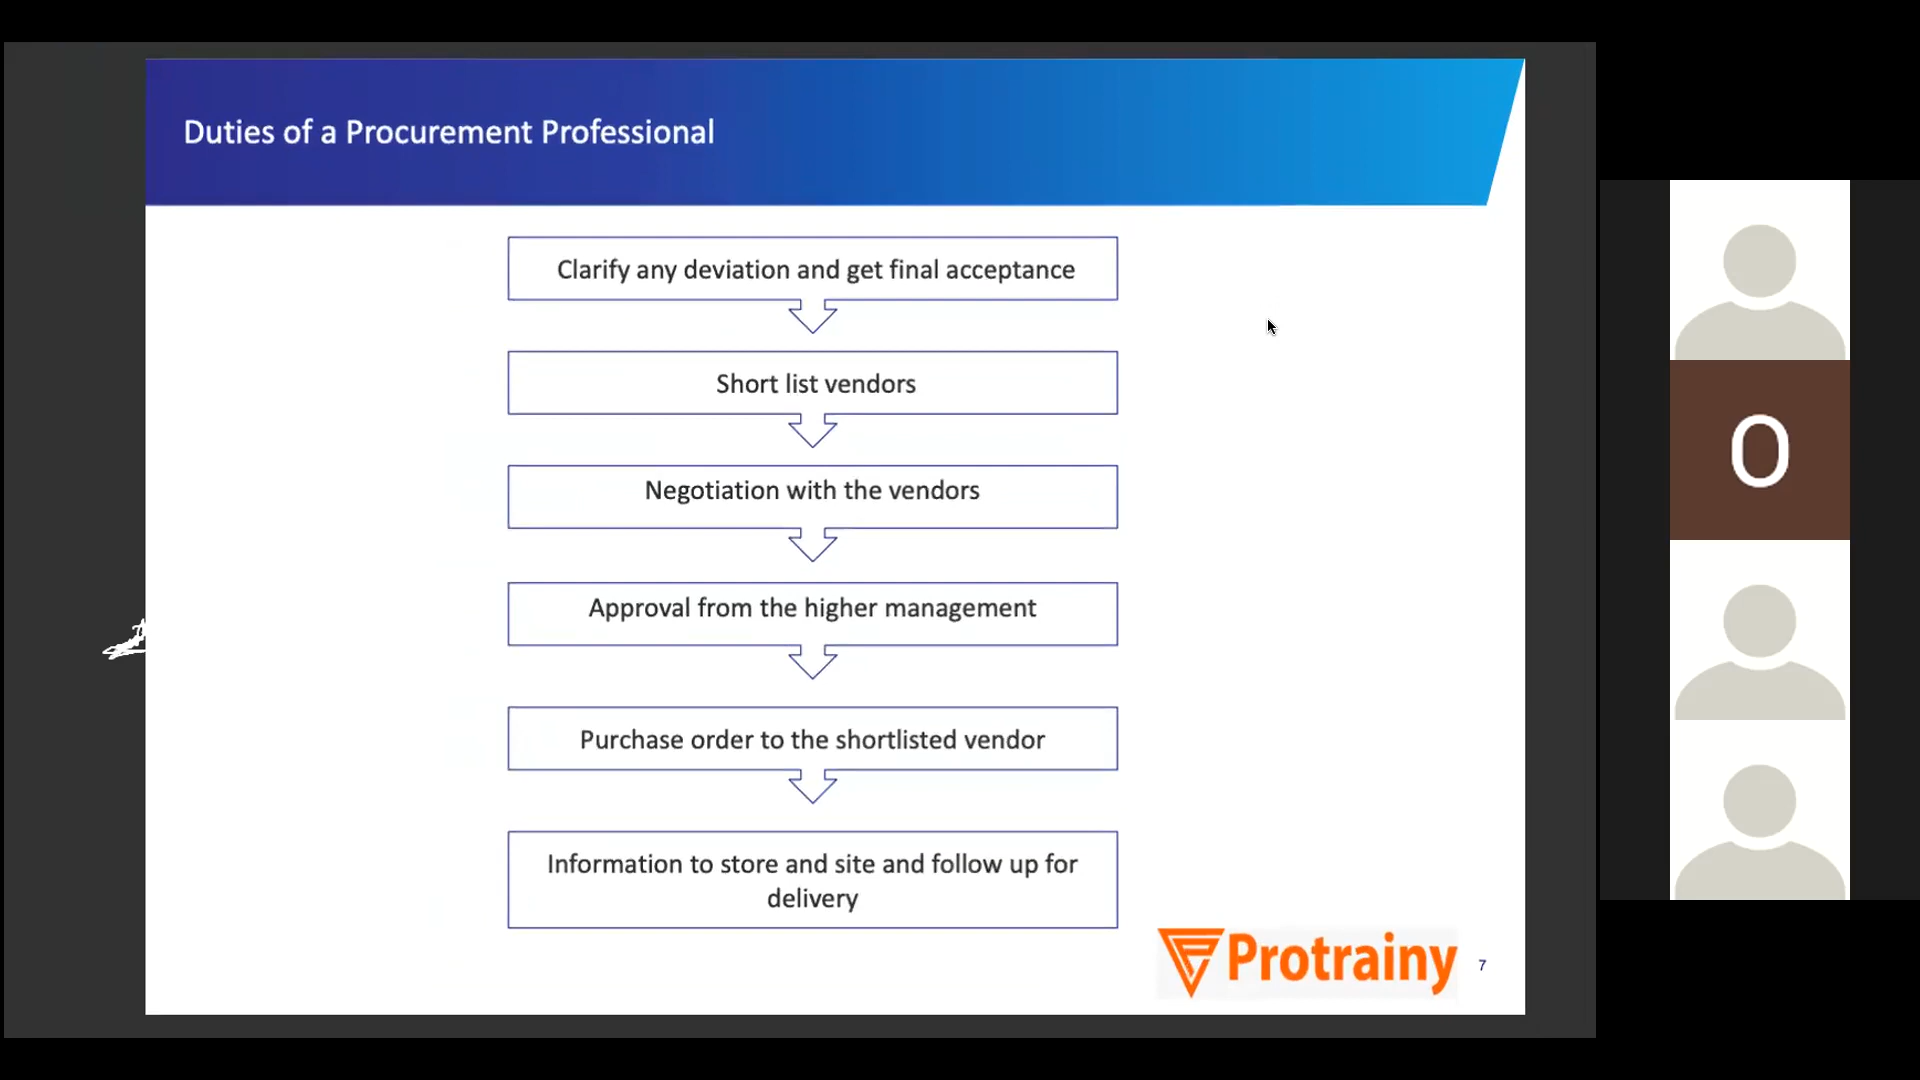 Duties of a Procurement Professional
Clarify any deviation and get final acceptance
Short list vendors
Negotiation with the vendors
Approval from the higher management
Purchase order to the shortlisted vendor
Information to store and site and follow up for
delivery
Protrainy
7
O